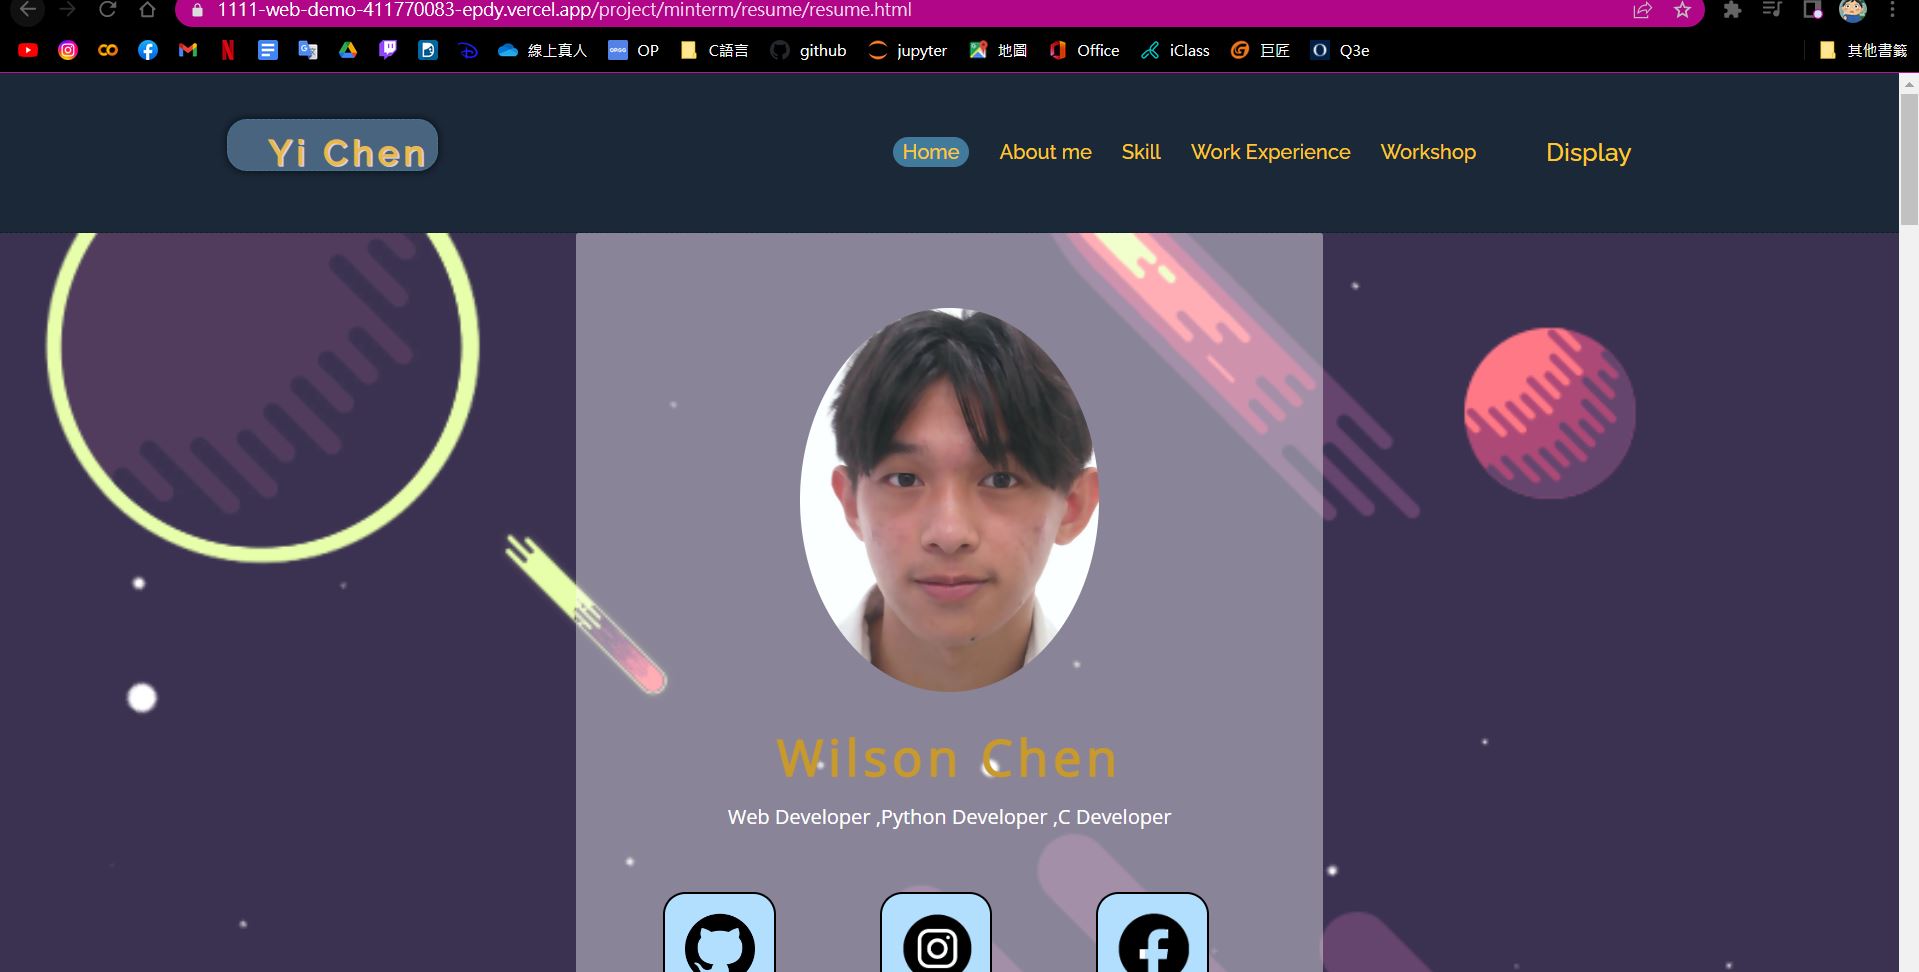 1111-web-demo-411770083-epdy.vercel.app/project/minterm/resume/resume.html
線上真人 OP C語言 github jupyter 地圖 Office iClass 巨匠 Q3e 其他書籤
Yi Chen
Home About me Skill Work Experience Workshop Display
Wilson Chen
Web Developer ,Python Developer ,C Developer